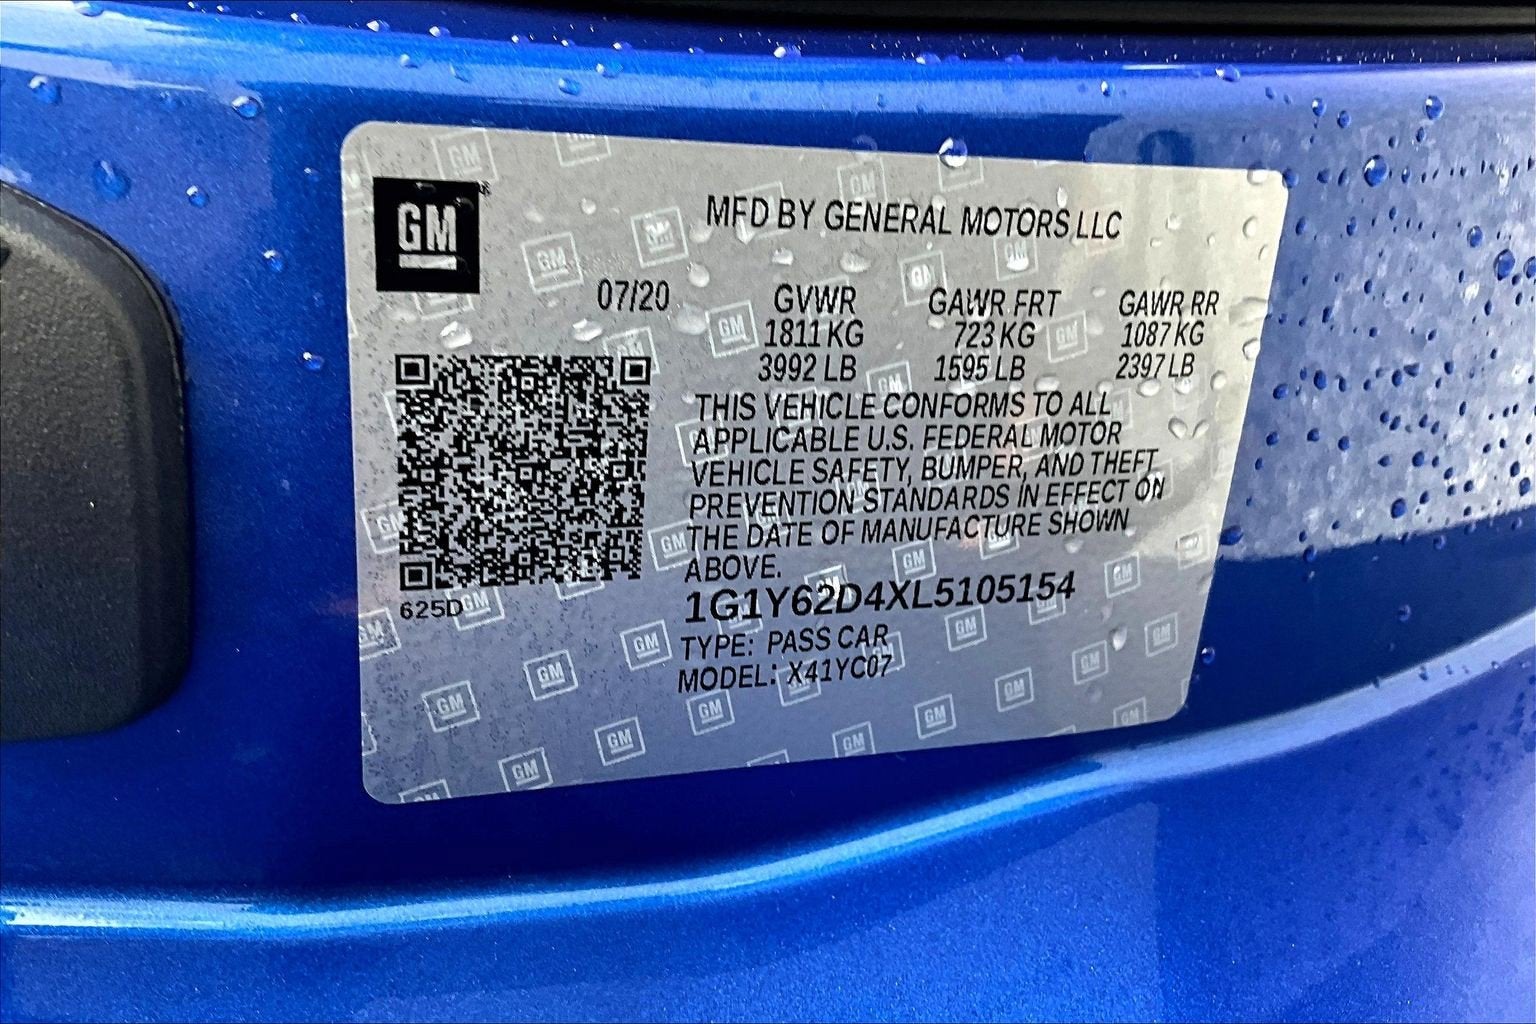 GM
MFD BY GENERAL MOTORS LLC
07/20
GVWR GAWR FRT GAWR RR
1811 KG 723 KG 1087 KG
3992 LB 1595 LB 2397 LB
THIS VEHICLE CONFORMS TO ALL
APPLICABLE U.S. FEDERAL MOTOR
VEHICLE SAFETY, BUMPER, AND THEFT
PREVENTION STANDARDS IN EFFECT ON
THE DATE OF MANUFACTURE SHOWN
ABOVE.
625D
1G1Y62D4XL5105154
TYPE: PASS CAR
MODEL: X41YC07